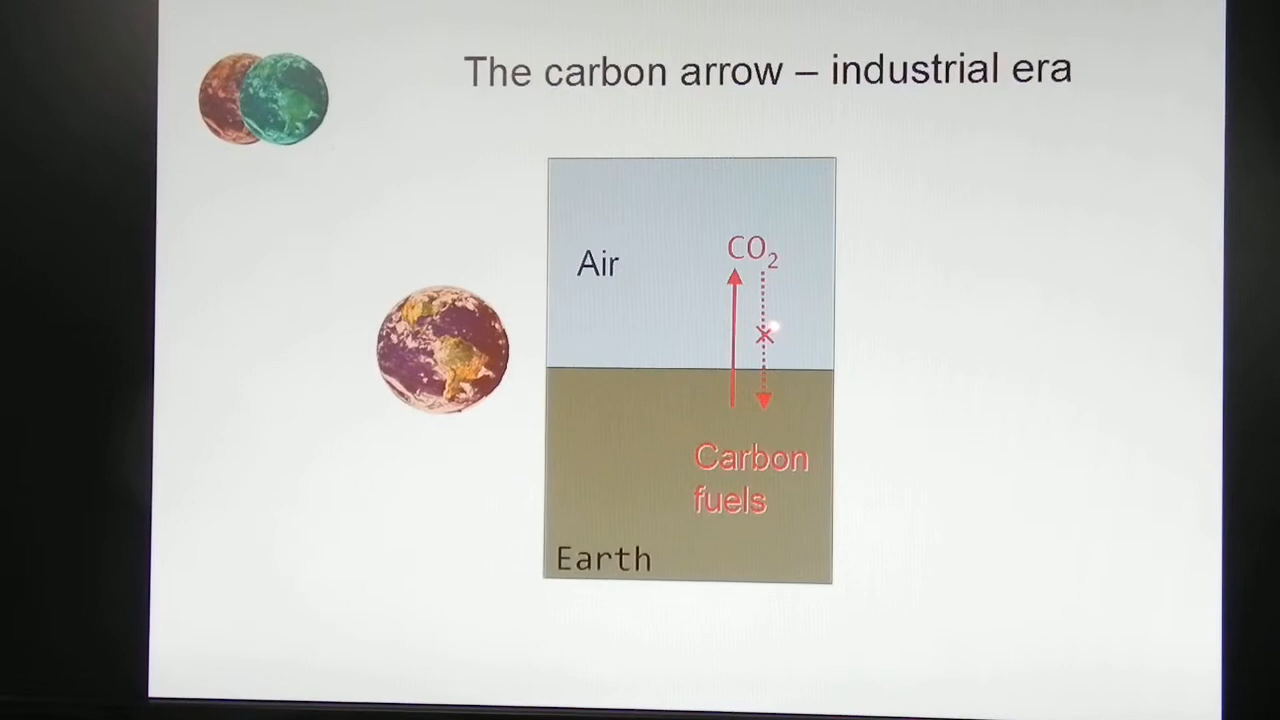 The carbon arrow – industrial era
Air
CO₂
Carbon
fuels
Earth